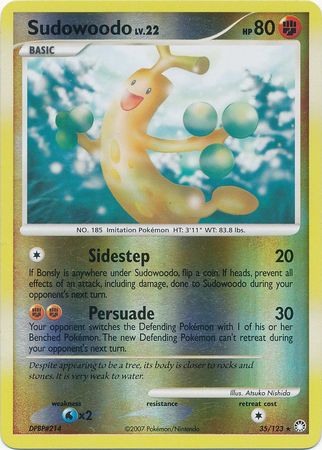 Sudowoodo LV.22 HP 80
BASIC
NO. 185 Imitation Pokémon HT: 3'11" WT: 83.8 lbs.
Sidestep 20
If Bonsly is anywhere under Sudowoodo, flip a coin. If heads, prevent all
effects of an attack, including damage, done to Sudowoodo during your
opponent's next turn.
Persuade 30
Your opponent switches the Defending Pokémon with 1 of his or her
Benched Pokémon. The new Defending Pokémon can't retreat during
your opponent's next turn.
Despite appearing to be a tree, its body is closer to rocks and
stones. It is very weak to water.
Illus. Atsuko Nishida
weakness resistance retreat cost
×2
DPBP#214 ©2007 Pokémon/Nintendo 35/123 ★